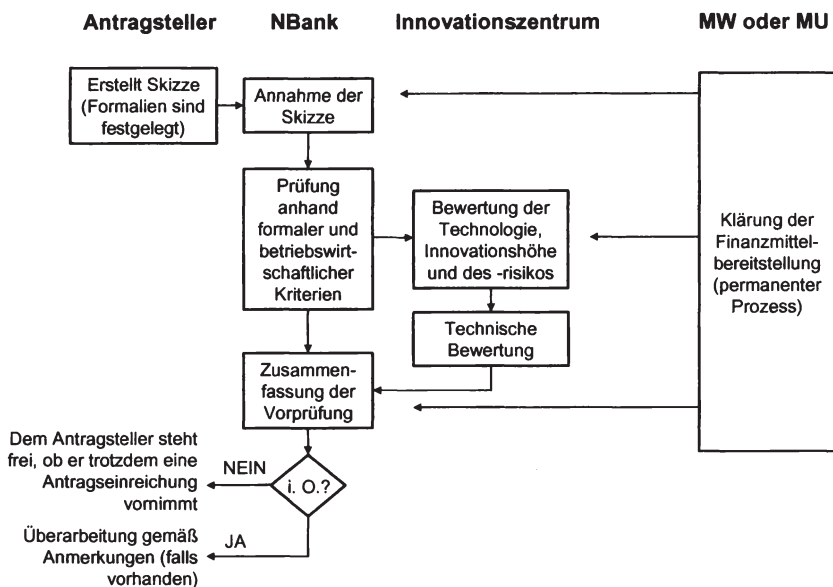 Antragsteller
NBank
Innovationszentrum
MW oder MU
Erstellt Skizze
(Formalien sind
festgelegt)
Annahme der
Skizze
Prüfung
anhand
formaler und
betriebswirt-
schaftlicher
Kriterien
Bewertung der
Technologie,
Innovationshöhe
und des -risikos
Technische
Bewertung
Klärung der
Finanzmittel-
bereitstellung
(permanenter
Prozess)
Zusammen-
fassung der
Vorprüfung
Dem Antragsteller steht
frei, ob er trotzdem eine
Antragseinreichung
vornimmt
NEIN
i. O.?
Überarbeitung gemäß
Anmerkungen (falls
vorhanden)
JA